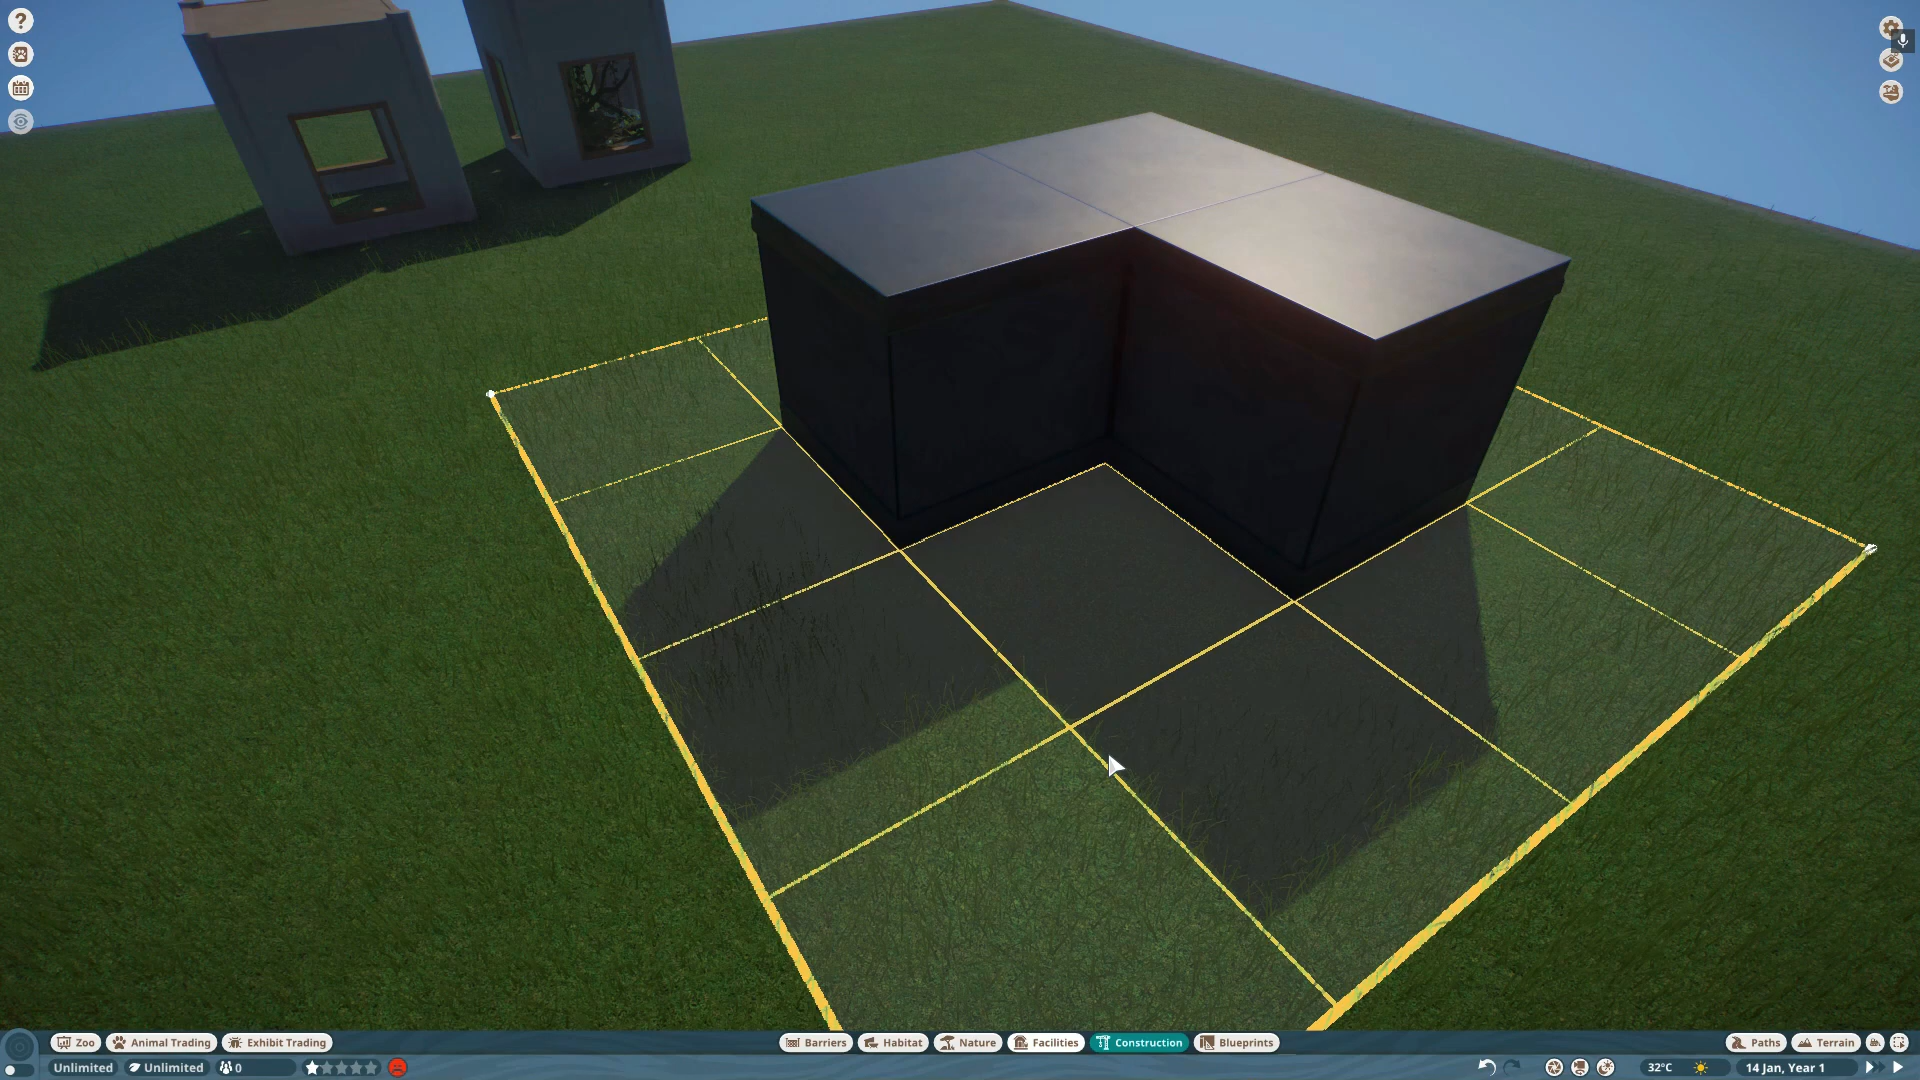 ?
Zoo Animal Trading Exhibit Trading Barriers Habitat Nature Facilities Construction Blueprints Paths Terrain
Unlimited Unlimited 0 32°C 14 Jan, Year 1